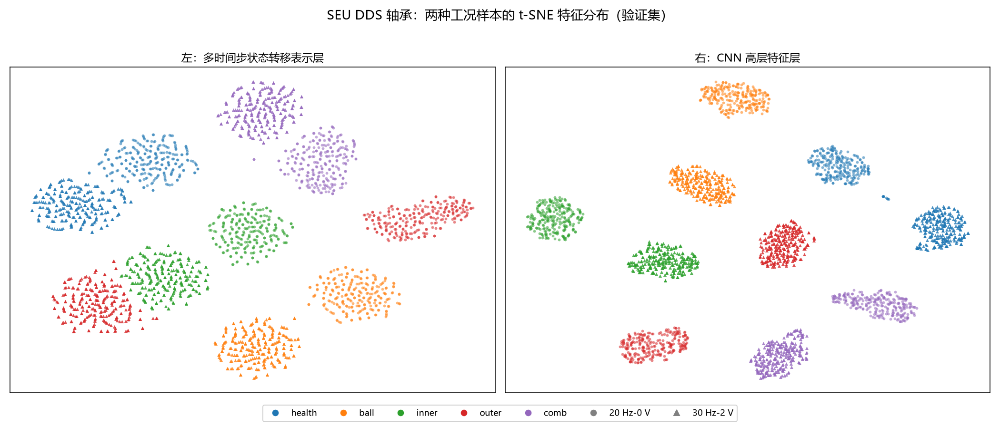 SEU DDS 轴承：两种工况样本的 t-SNE 特征分布（验证集）
左：多时间步状态转移表示层
右：CNN 高层特征层
health ball inner outer comb 20 Hz-0 V 30 Hz-2 V